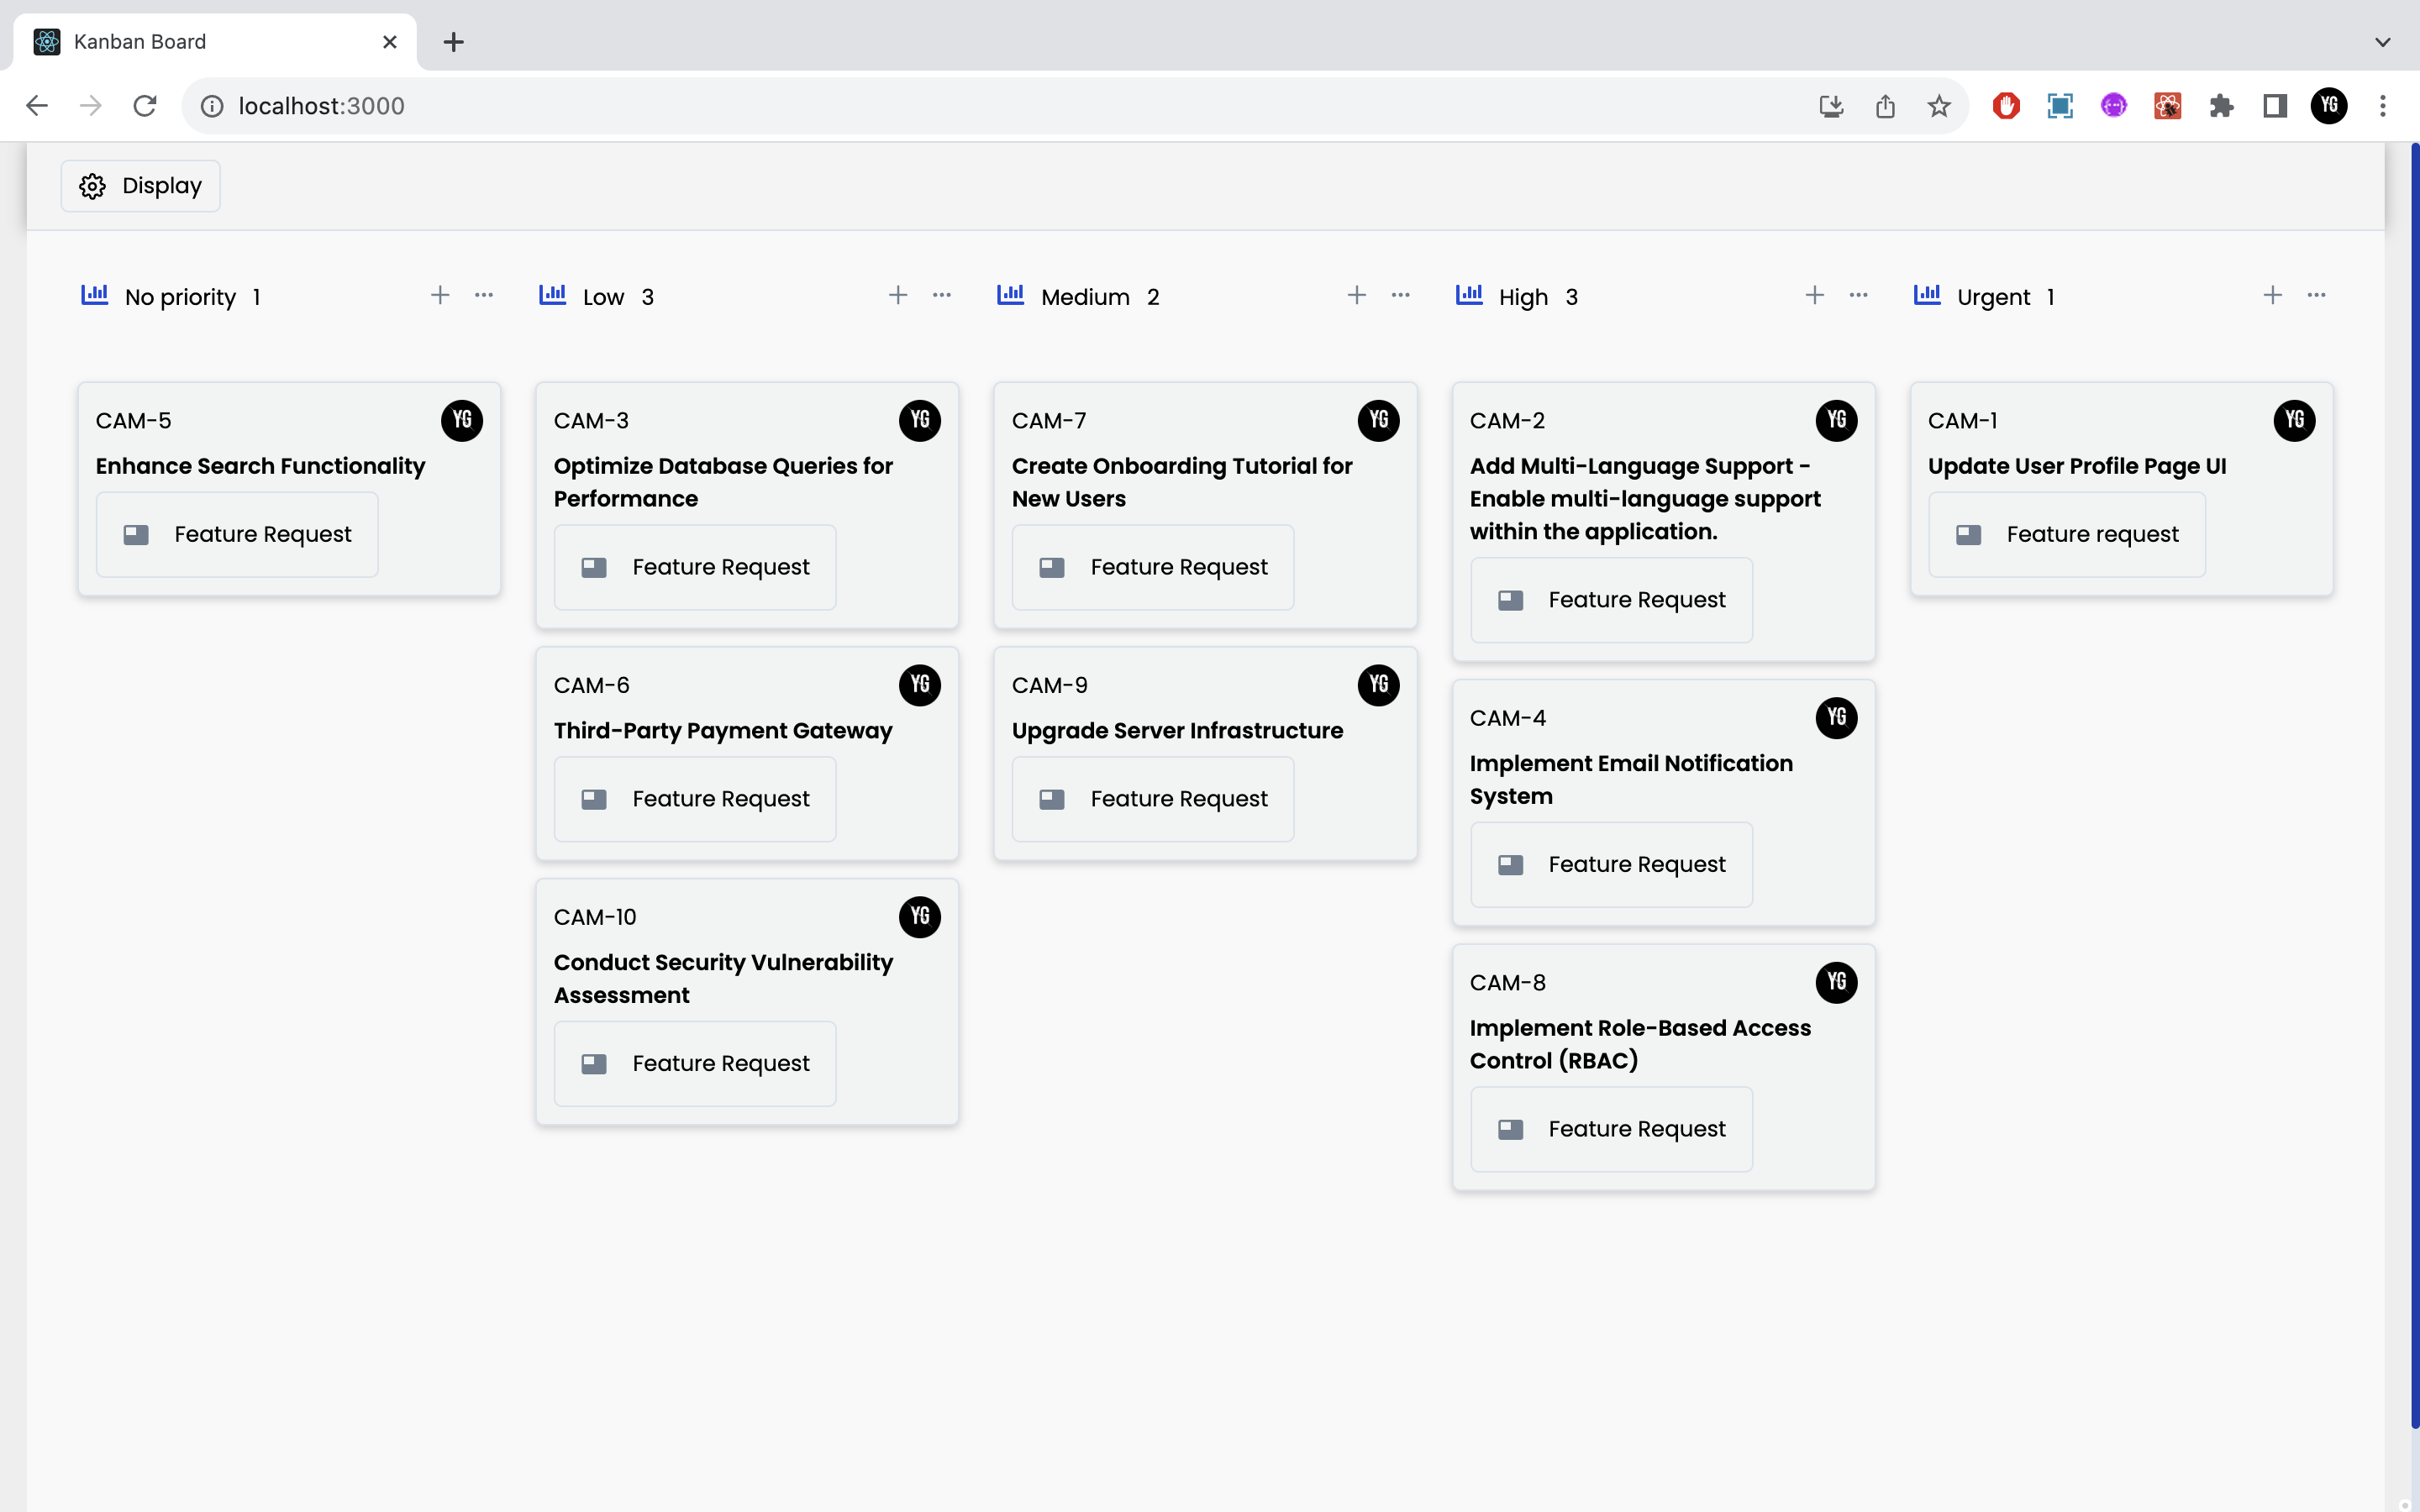 Kanban Board
localhost:3000
YG
Display
No priority 1
CAM-5
YG
Enhance Search Functionality
Feature Request
Low 3
CAM-3
YG
Optimize Database Queries for
Performance
Feature Request
CAM-6
YG
Third-Party Payment Gateway
Feature Request
CAM-10
YG
Conduct Security Vulnerability
Assessment
Feature Request
Medium 2
CAM-7
YG
Create Onboarding Tutorial for
New Users
Feature Request
CAM-9
YG
Upgrade Server Infrastructure
Feature Request
High 3
CAM-2
YG
Add Multi-Language Support -
Enable multi-language support
within the application.
Feature Request
CAM-4
YG
Implement Email Notification
System
Feature Request
CAM-8
YG
Implement Role-Based Access
Control (RBAC)
Feature Request
Urgent 1
CAM-1
YG
Update User Profile Page UI
Feature request